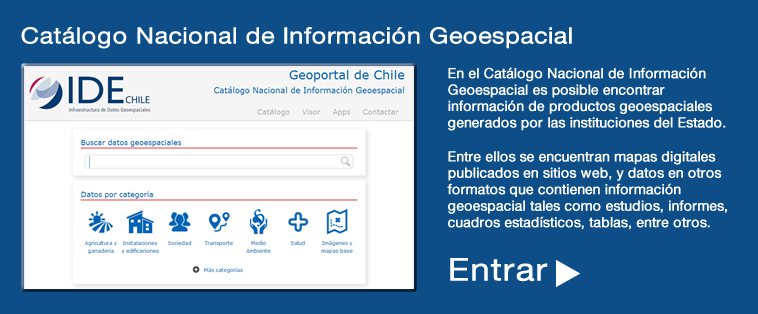 Catálogo Nacional de Información Geoespacial
IDE CHILE
Infraestructura de Datos Geoespaciales
Geoportal de Chile
Catálogo Nacional de Información Geoespacial
Catálogo Visor Apps Contactar
Buscar datos geoespaciales
Datos por categoría
Agricultura y ganadería
Instalaciones y edificaciones
Sociedad
Transporte
Medio Ambiente
Salud
Imágenes y mapas base
Más categorías
En el Catálogo Nacional de Información
Geoespacial es posible encontrar
información de productos geoespaciales
generados por las instituciones del Estado.
Entre ellos se encuentran mapas digitales
publicados en sitios web, y datos en otros
formatos que contienen información
geoespacial tales como estudios, informes,
cuadros estadísticos, tablas, entre otros.
Entrar